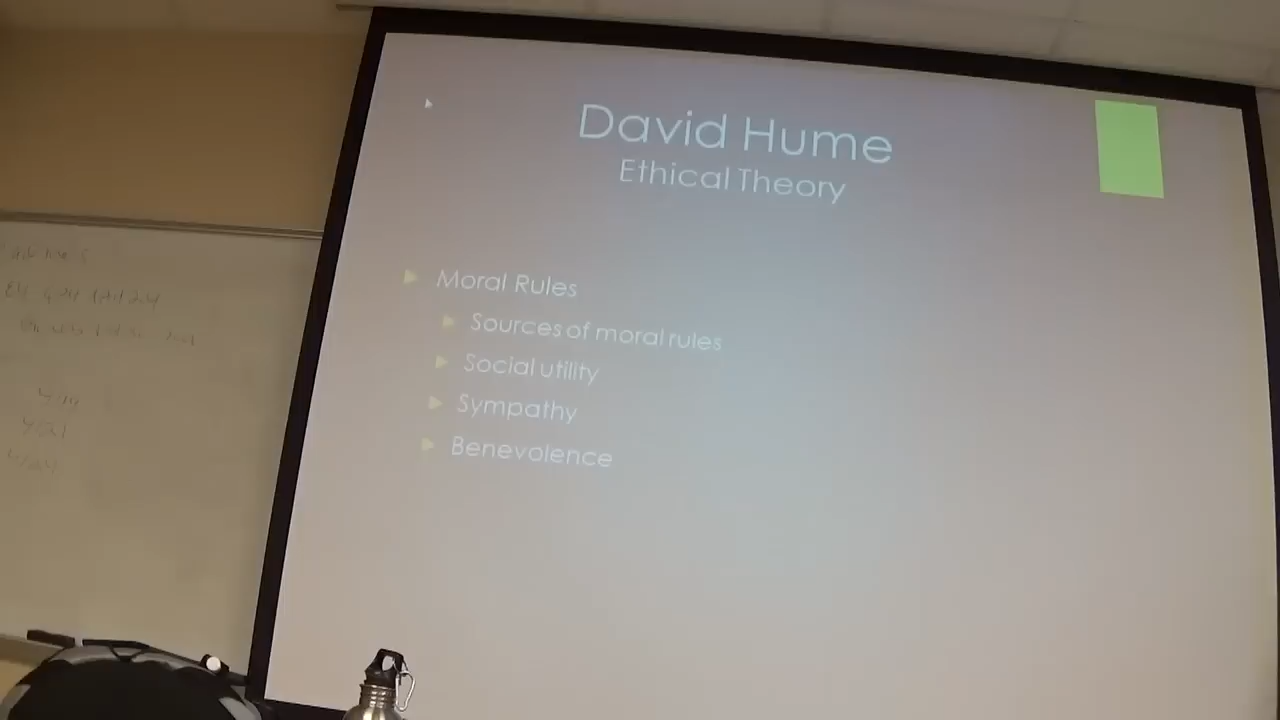 David Hume
Ethical Theory
Moral Rules
Sources of moral rules
Social utility
Sympathy
Benevolence